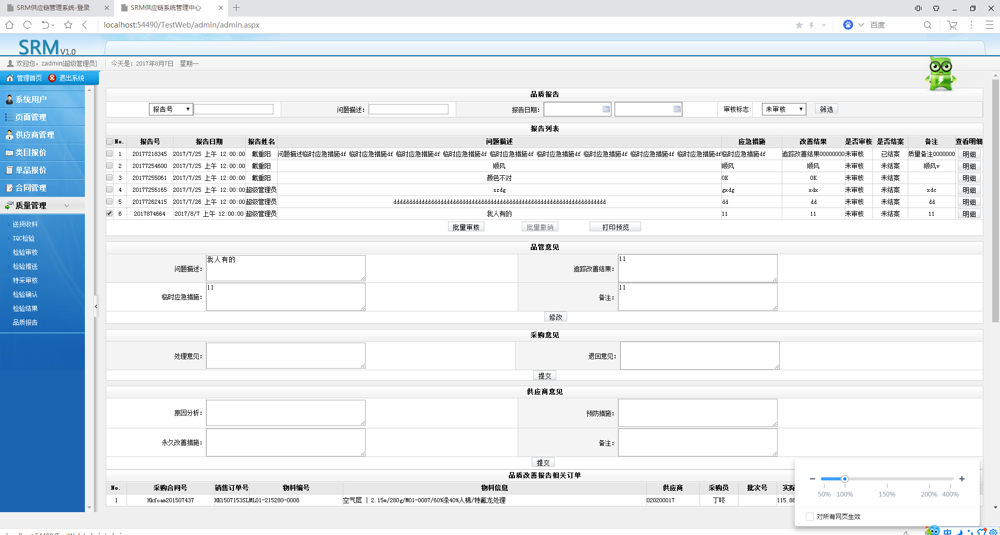 SRM供应链管理系统-登录
SRM供应链系统管理中心
localhost:54490/TestWeb/admin/admin.aspx
百度
SRM V1.0
欢迎您，zadmin[超级管理员] 今天是：2017年8月7日 星期一
管理首页 退出系统
系统用户
页面管理
供应商管理
类目报价
单品报价
合同管理
质量管理
送货收料
IQC检验
检验审核
检验推送
特采审核
检验确认
检验结果
品质报告
品质报告
报告号 问题描述: 报告日期: 审核标志: 未审核 筛选
报告列表
No. 报告号 报告日期 报告姓名 问题描述 应急措施 改善结果 是否审核 是否结案 备注 查看明细
1 20177218345 2017/7/25 上午 12:00:00 戴重阳 问题描述临时应急措施df 临时应急措施df 临时应急措施df 临时应急措施df 临时应急措施df 临时应急措施df 临时应急措施df 临时应急措施df 临时应急措施df 临时应急措施df 追踪改善结果00000000 未审核 已结案 质量备注0000000 明细
2 20177254600 2017/7/25 上午 12:00:00 戴重阳 顺风 顺风 顺风 未审核 未结案 顺风v 明细
3 20177255061 2017/7/25 上午 12:00:00 戴重阳 颜色不对 OK OK 未审核 未结案 明细
4 20177255165 2017/7/25 上午 12:00:00 超级管理员 szdg gxdg xdx 未审核 未结案 xdc 明细
5 20177262415 2017/7/26 上午 12:00:00 超级管理员 dddddddddddddddddddddddddddddddddddddddddddddddddddddddddddddddddddd dd dd 未审核 未结案 dd 明细
6 2017874664 2017/8/7 上午 12:00:00 超级管理员 我人有的 11 11 未审核 未结案 11 明细
批量审核 批量撤销 打印预览
品管意见
问题描述: 我人有的 追踪改善结果: 11
临时应急措施: 11 备注: 11
修改
采购意见
处理意见: 退回意见:
提交
供应商意见
原因分析: 预防措施:
永久改善措施: 备注:
提交
品质改善报告相关订单
No. 采购合同号 销售订单号 物料编号 物料信息 供应商 采购员 批次号 实际
1 Hkfoam201507437 HK1507153SL ML01-215280-0008 空气层 | 2.15m/280g/M01-0087/60%条40%人棉/特氟龙处理 020200017 丁咚 115.88
50% 100% 150% 200% 400%
对所有网页生效
中